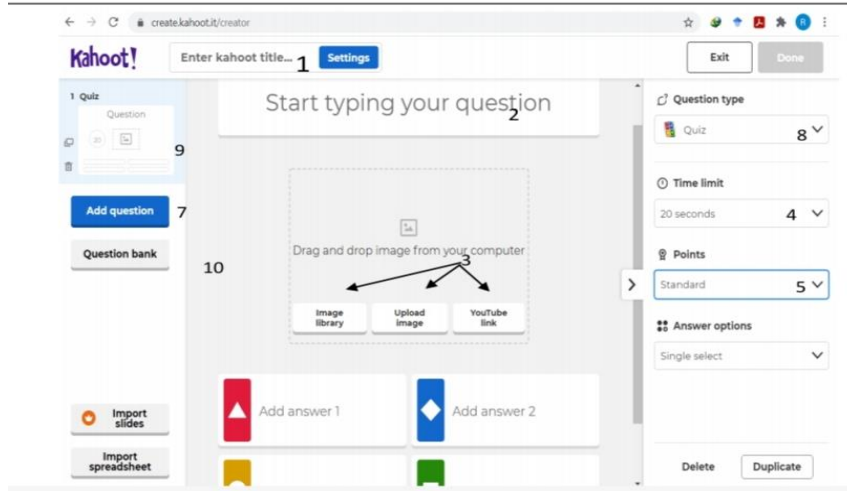 create.kahoot.it/creator
R
Kahoot!
Enter kahoot title...
1
Settings
Exit
Done
1 Quiz
Question
20
9
Add question
7
Question bank
10
Import
slides
Import
spreadsheet
Start typing your question
2
Drag and drop image from your computer
3
Image
library
Upload
image
YouTube
link
Add answer 1
Add answer 2
Question type
Quiz
8
Time limit
20 seconds
4
Points
Standard
5
Answer options
Single select
Delete
Duplicate